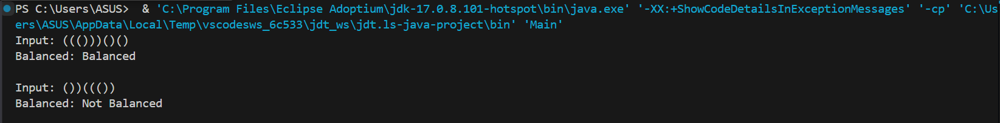 PS C:\Users\ASUS>  & 'C:\Program Files\Eclipse Adoptium\jdk-17.0.8.101-hotspot\bin\java.exe' '-XX:+ShowCodeDetailsInExceptionMessages' '-cp' 'C:\Us
ers\ASUS\AppData\Local\Temp\vscodesws_6c533\jdt_ws\jdt.ls-java-project\bin' 'Main'
Input: ((()))()()
Balanced: Balanced
Input: ())((())
Balanced: Not Balanced